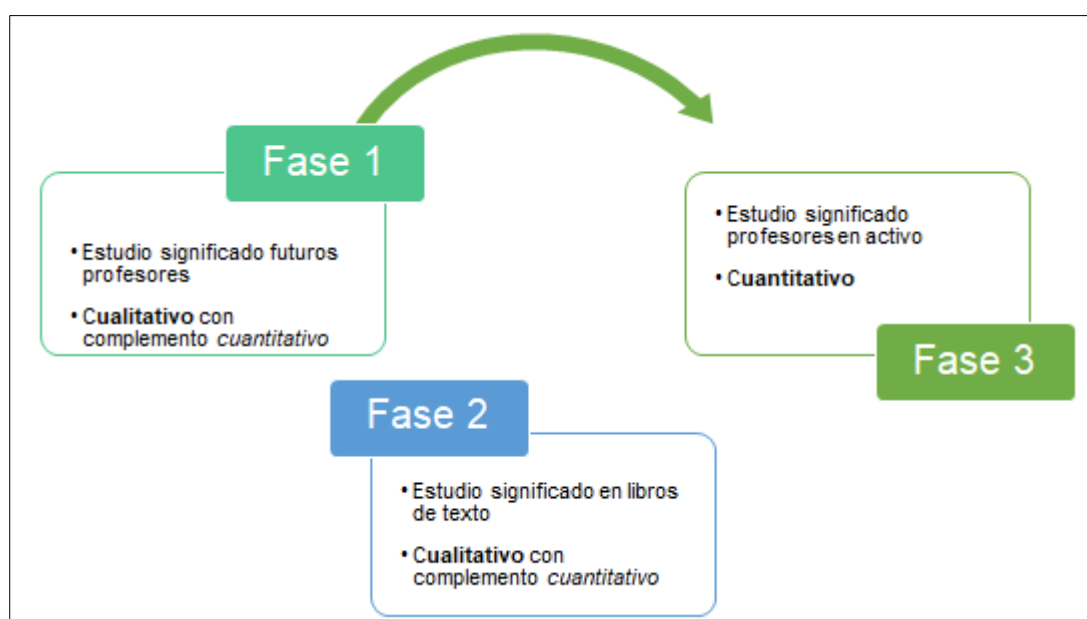 Fase 1
• Estudio significado futuros
profesores
• Cualitativo con
complemento cuantitativo
Fase 2
• Estudio significado en libros
de texto
• Cualitativo con
complemento cuantitativo
• Estudio significado
profesores en activo
• Cuantitativo
Fase 3